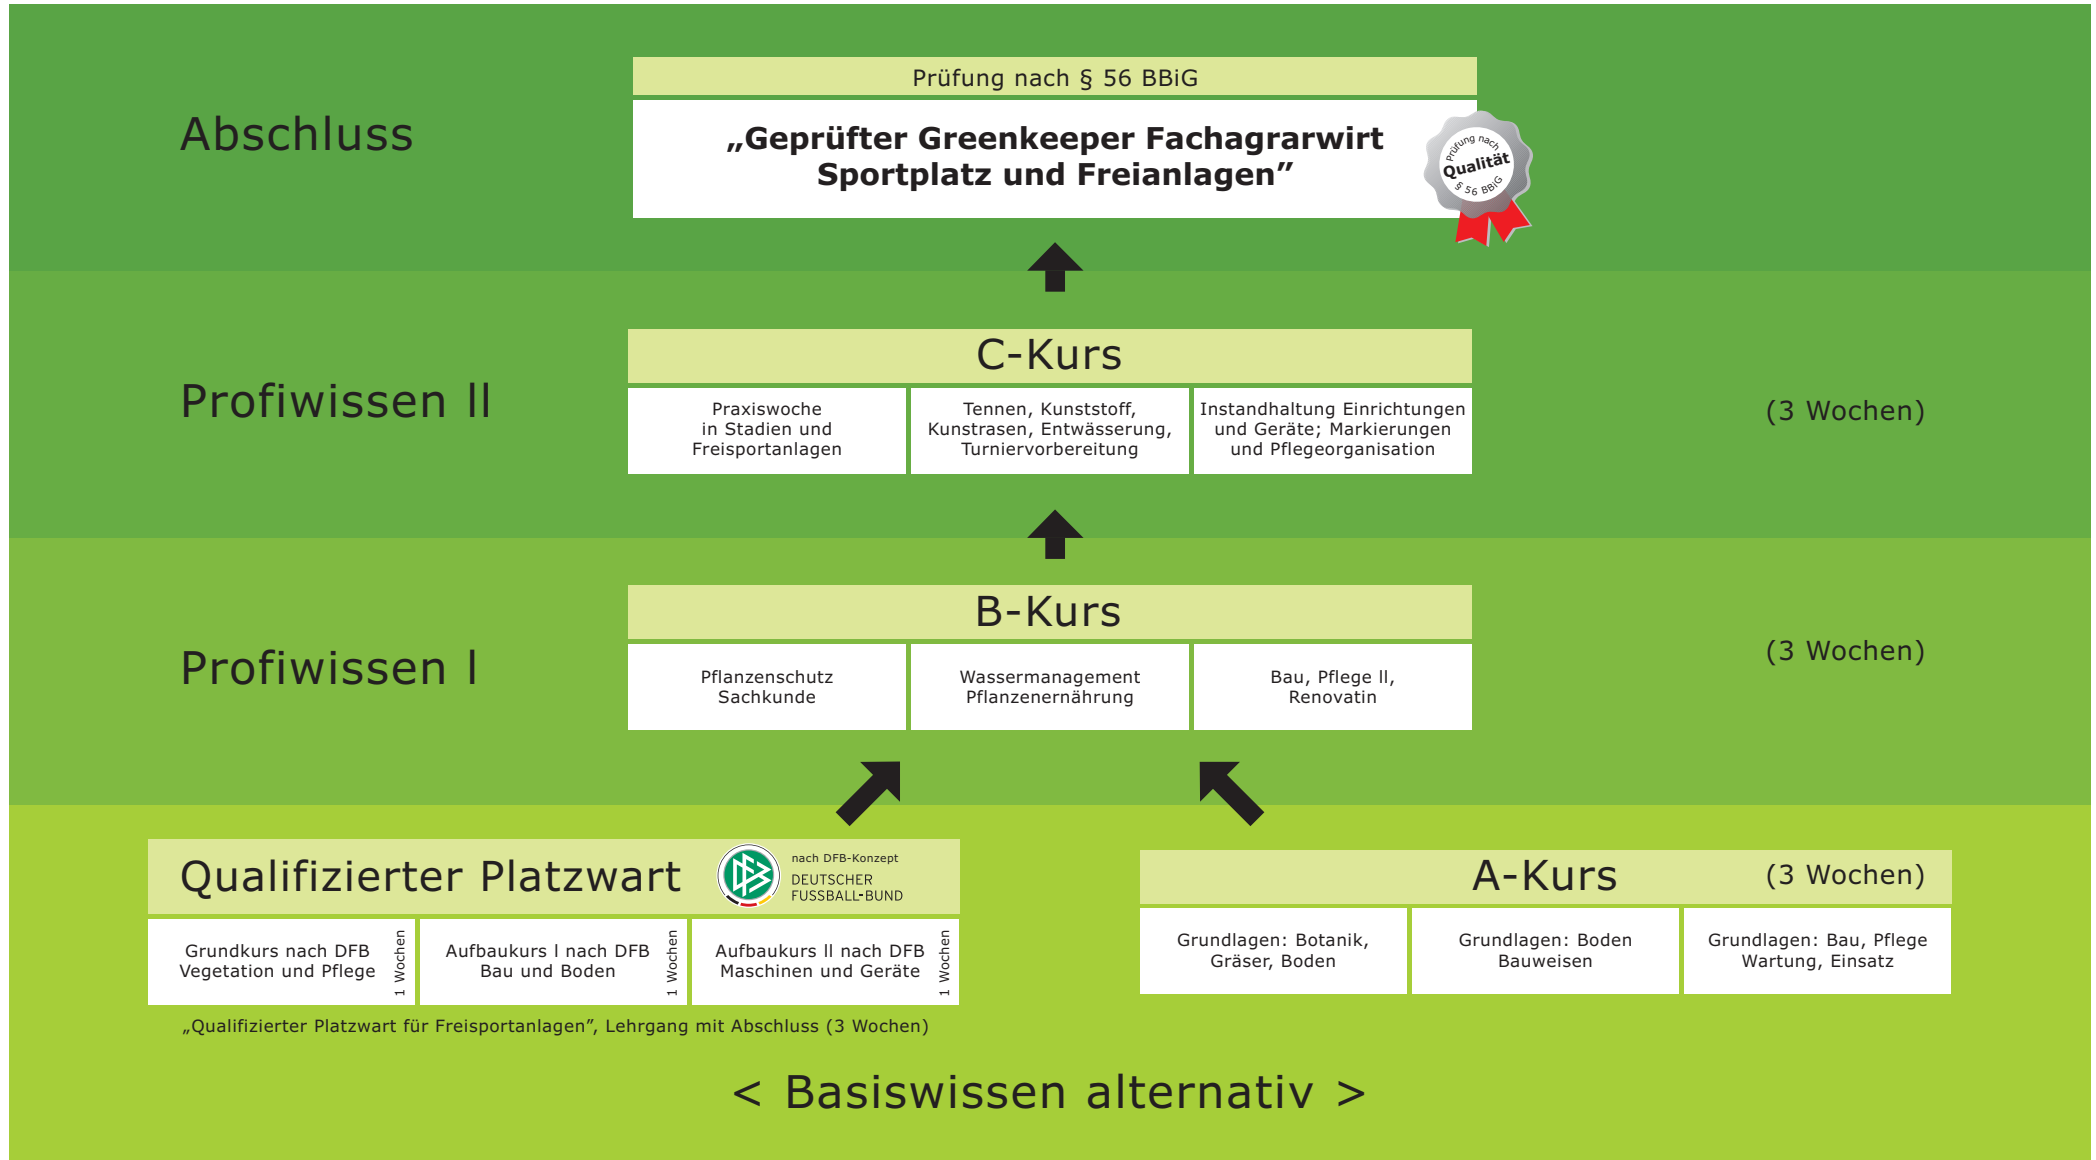 Abschluss
Prüfung nach § 56 BBiG
„Geprüfter Greenkeeper Fachagrarwirt
Sportplatz und Freianlagen”
Prüfung nach
Qualität
§ 56 BBiG
Profiwissen ll
C-Kurs
Praxiswoche
in Stadien und
Freisportanlagen
Tennen, Kunststoff,
Kunstrasen, Entwässerung,
Turniervorbereitung
Instandhaltung Einrichtungen
und Geräte; Markierungen
und Pflegeorganisation
(3 Wochen)
Profiwissen l
B-Kurs
Pflanzenschutz
Sachkunde
Wassermanagement
Pflanzenernährung
Bau, Pflege ll,
Renovatin
(3 Wochen)
Qualifizierter Platzwart
DFB
nach DFB-Konzept
DEUTSCHER
FUSSBALL-BUND
Grundkurs nach DFB
Vegetation und Pflege
1 Wochen
Aufbaukurs l nach DFB
Bau und Boden
1 Wochen
Aufbaukurs ll nach DFB
Maschinen und Geräte
1 Wochen
„Qualifizierter Platzwart für Freisportanlagen”, Lehrgang mit Abschluss (3 Wochen)
A-Kurs
(3 Wochen)
Grundlagen: Botanik,
Gräser, Boden
Grundlagen: Boden
Bauweisen
Grundlagen: Bau, Pflege
Wartung, Einsatz
< Basiswissen alternativ >